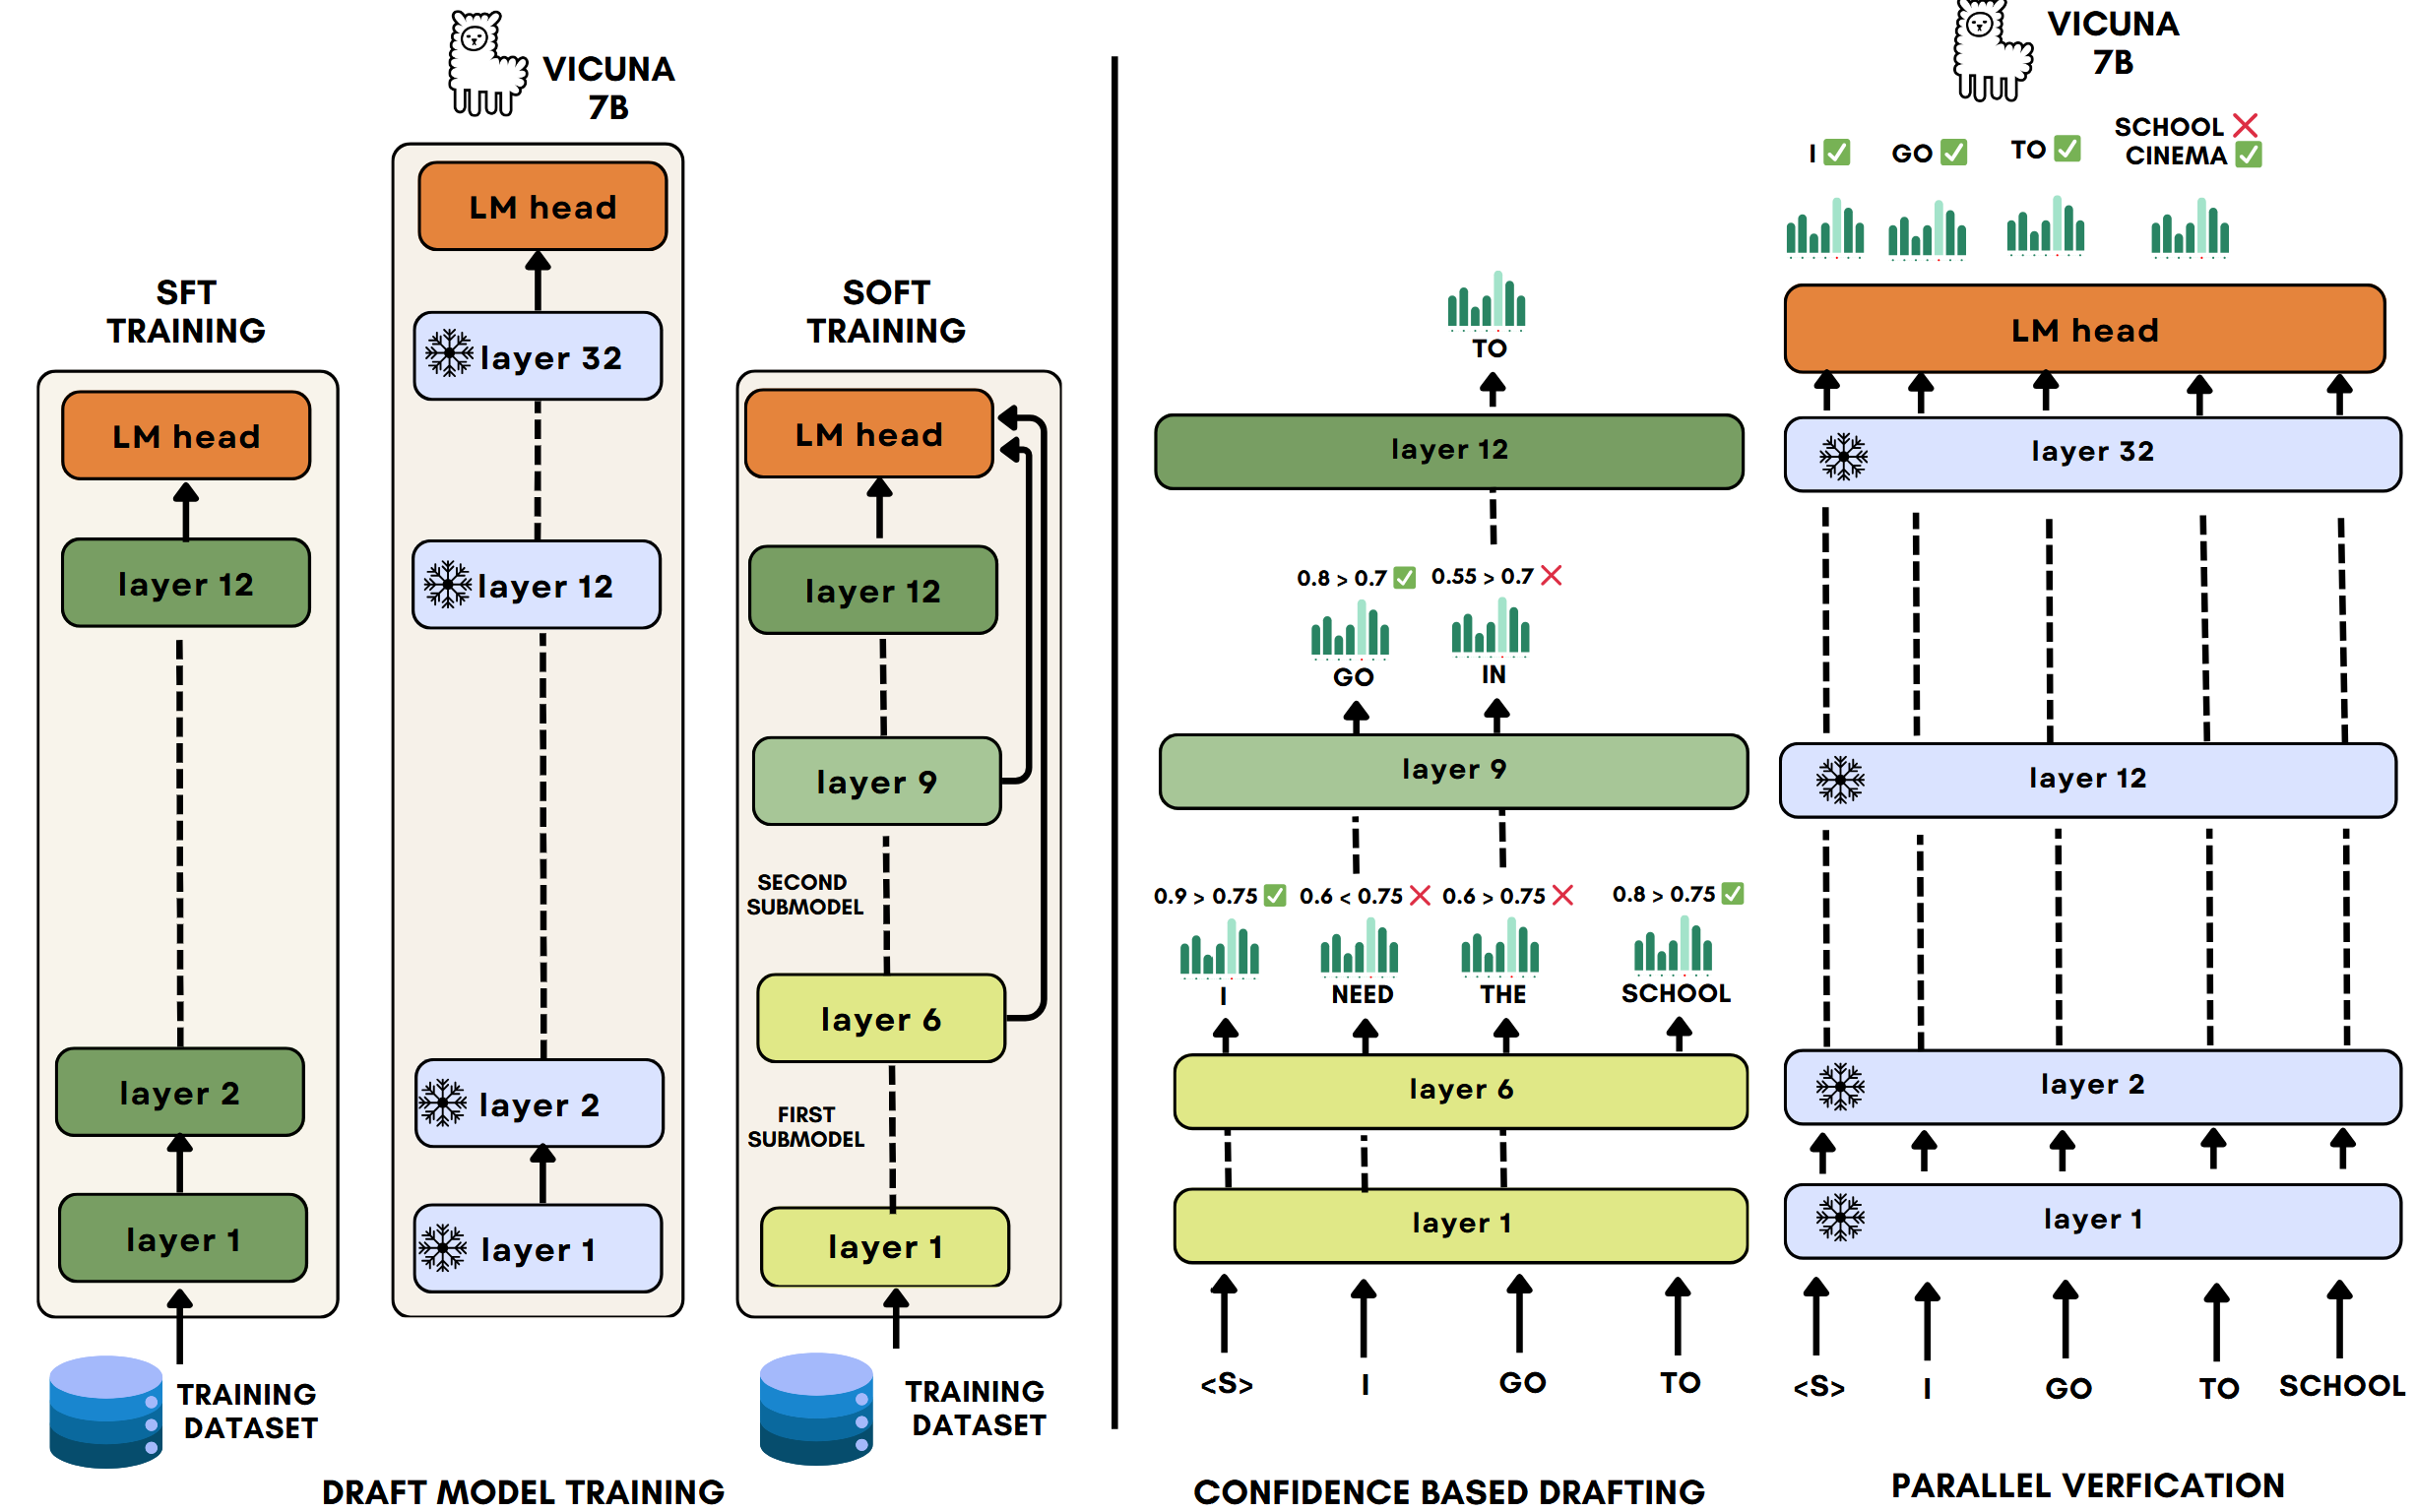 VICUNA
7B
SFT
TRAINING
LM head
layer 12
layer 2
layer 1
TRAINING
DATASET
LM head
layer 32
layer 12
layer 2
layer 1
SOFT
TRAINING
LM head
layer 12
layer 9
SECOND
SUBMODEL
layer 6
FIRST
SUBMODEL
layer 1
TRAINING
DATASET
DRAFT MODEL TRAINING
TO
layer 12
0.8 > 0.7 ✅ 0.55 > 0.7 ❌
GO IN
layer 9
0.9 > 0.75 ✅ 0.6 < 0.75 ❌ 0.6 > 0.75 ❌ 0.8 > 0.75 ✅
I NEED THE SCHOOL
layer 6
layer 1
<S> I GO TO
CONFIDENCE BASED DRAFTING
VICUNA
7B
SCHOOL ❌
I ✅ GO ✅ TO ✅ CINEMA ✅
LM head
layer 32
layer 12
layer 2
layer 1
<S> I GO TO SCHOOL
PARALLEL VERFICATION